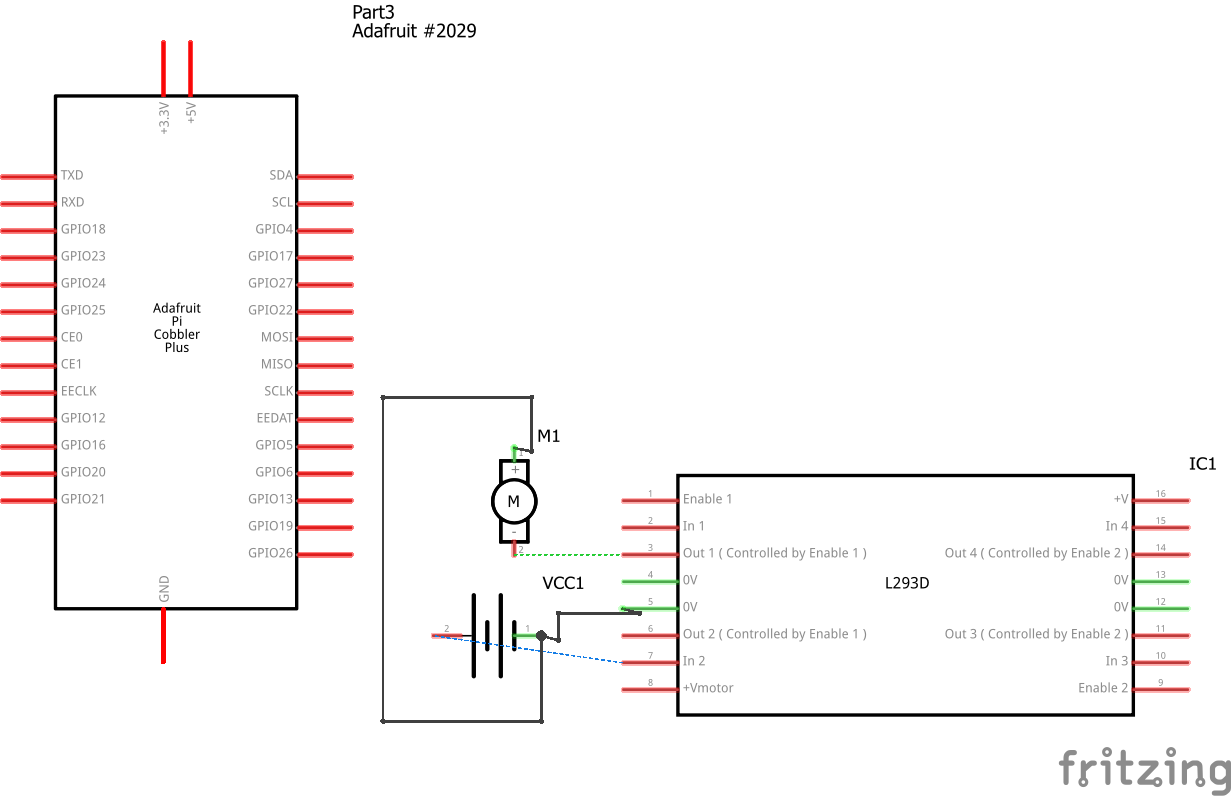 Part3
Adafruit #2029
+3.3V
+5V
TXD
RXD
GPIO18
GPIO23
GPIO24
GPIO25
CE0
CE1
EECLK
GPIO12
GPIO16
GPIO20
GPIO21
Adafruit
Pi
Cobbler
Plus
SDA
SCL
GPIO4
GPIO17
GPIO27
GPIO22
MOSI
MISO
SCLK
EEDAT
GPIO5
GPIO6
GPIO13
GPIO19
GPIO26
GND
M1
1
+
M
-
2
VCC1
2
1
IC1
1 Enable 1
2 In 1
3 Out 1 ( Controlled by Enable 1 )
4 0V
5 0V
6 Out 2 ( Controlled by Enable 1 )
7 In 2
8 +Vmotor
L293D
+V 16
In 4 15
Out 4 ( Controlled by Enable 2 ) 14
0V 13
0V 12
Out 3 ( Controlled by Enable 2 ) 11
In 3 10
Enable 2 9
fritzing